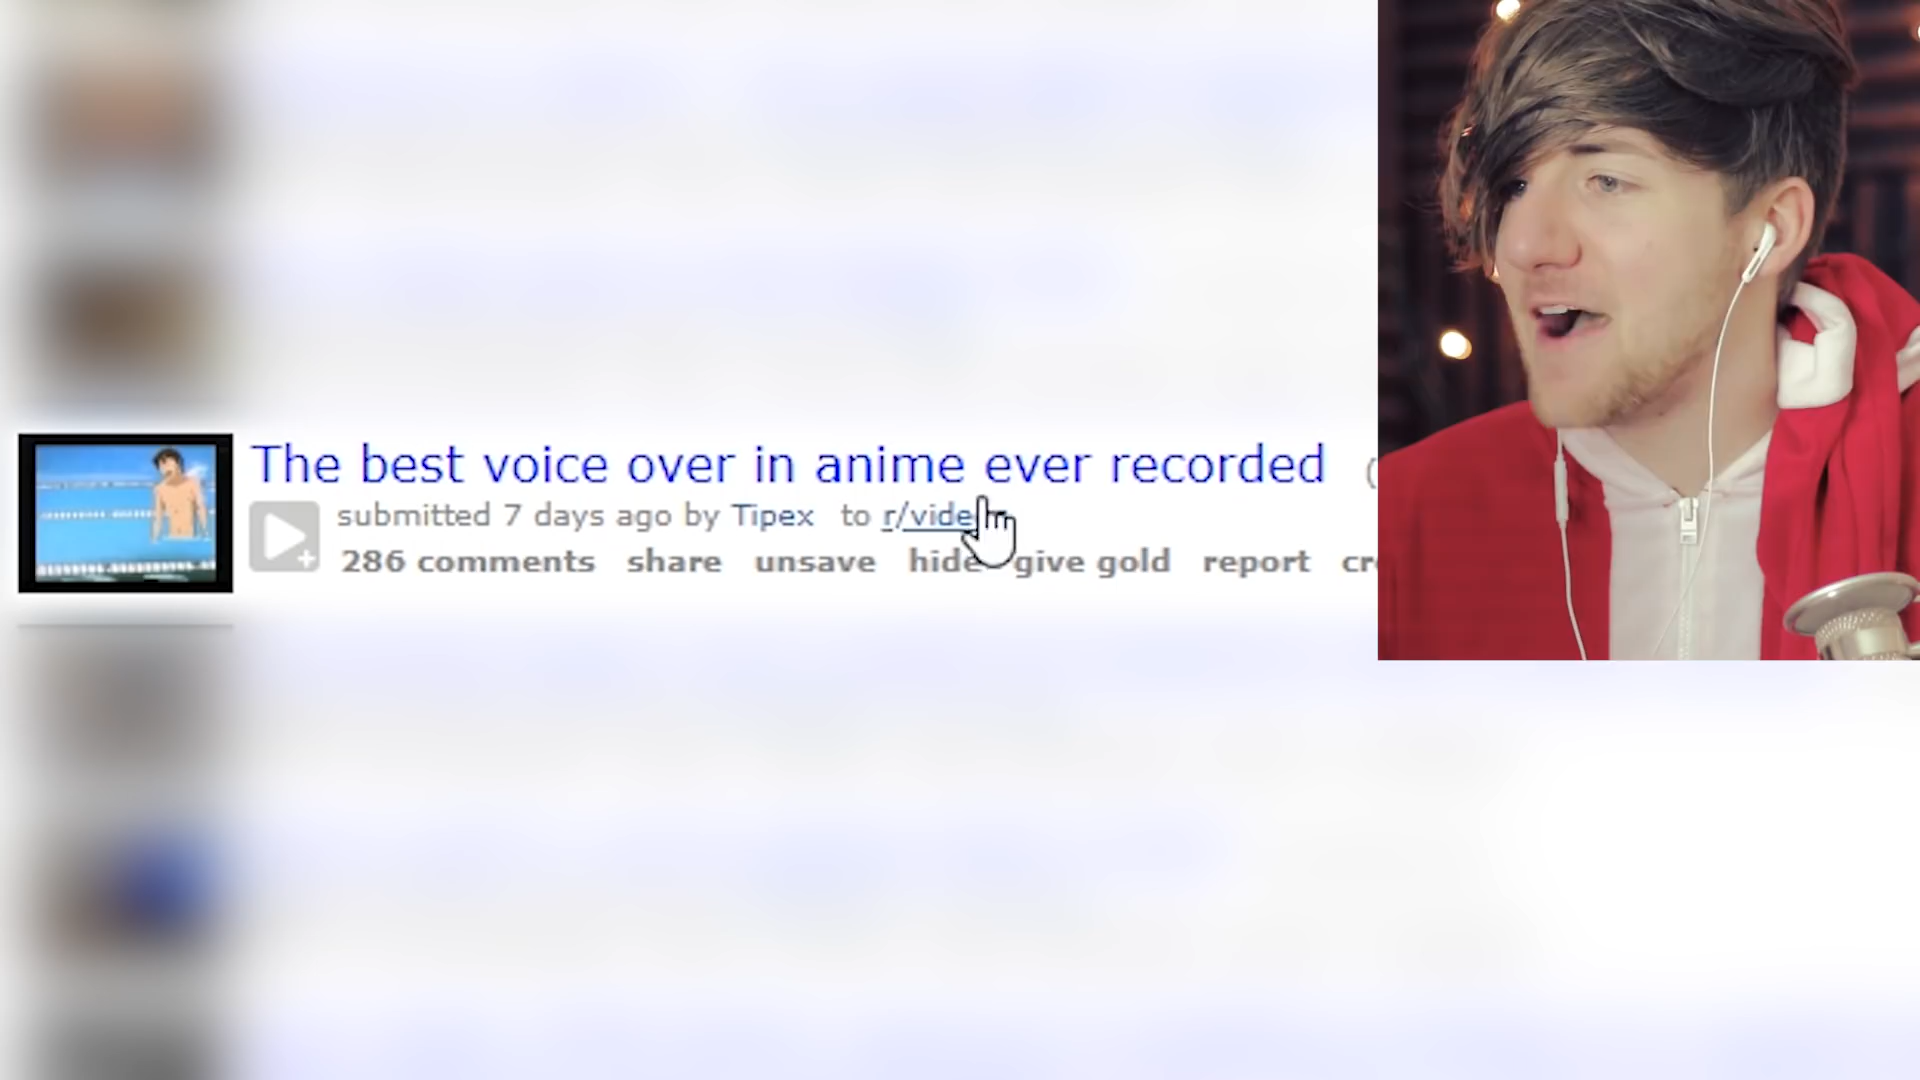 The best voice over in anime ever recorded (
submitted 7 days ago by Tipex to r/vide
286 comments share unsave hide give gold report cr